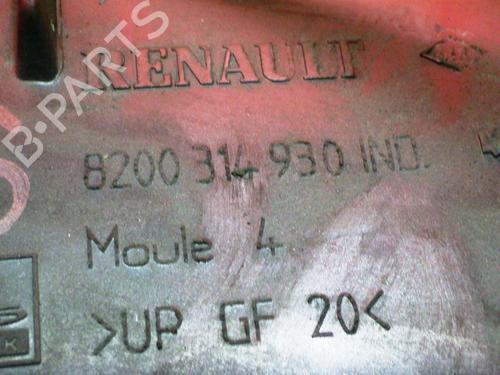 B-PARTS
RENAULT
8200 314 930 IND.
Moule 4
>UP GF 20<